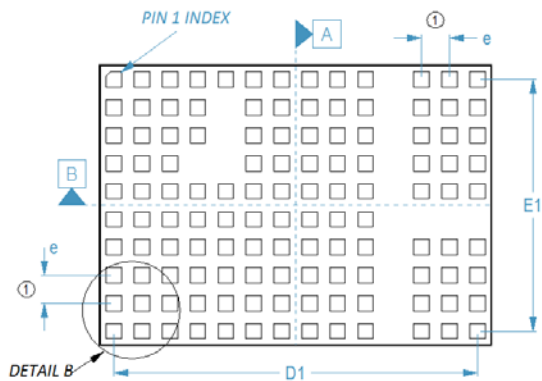 PIN 1 INDEX
A
①
e
B
E1
e
①
DETAIL B
D1